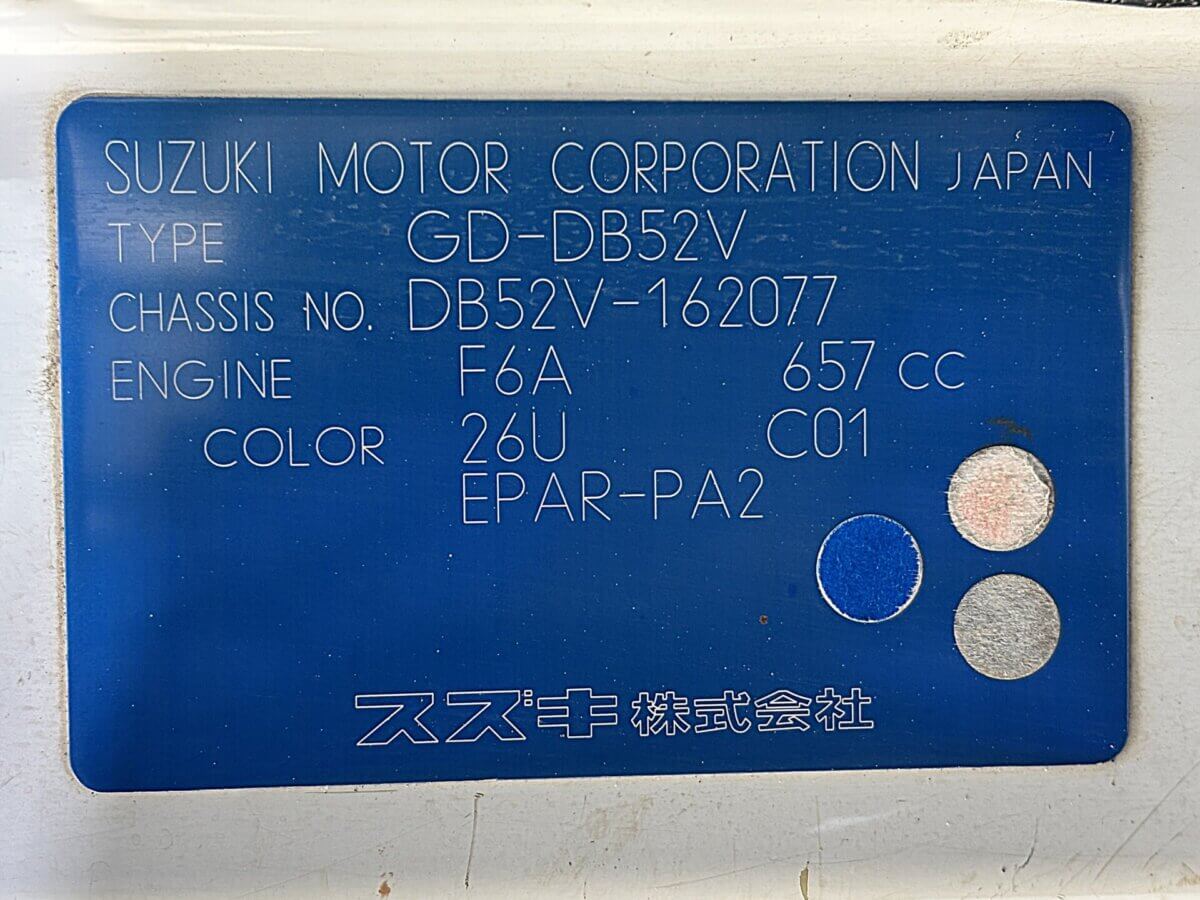 SUZUKI MOTOR CORPORATION JAPAN
TYPE GD-DB52V
CHASSIS NO. DB52V-162077
ENGINE F6A 657 CC
COLOR 26U C01
EPAR-PA2
スズキ株式会社